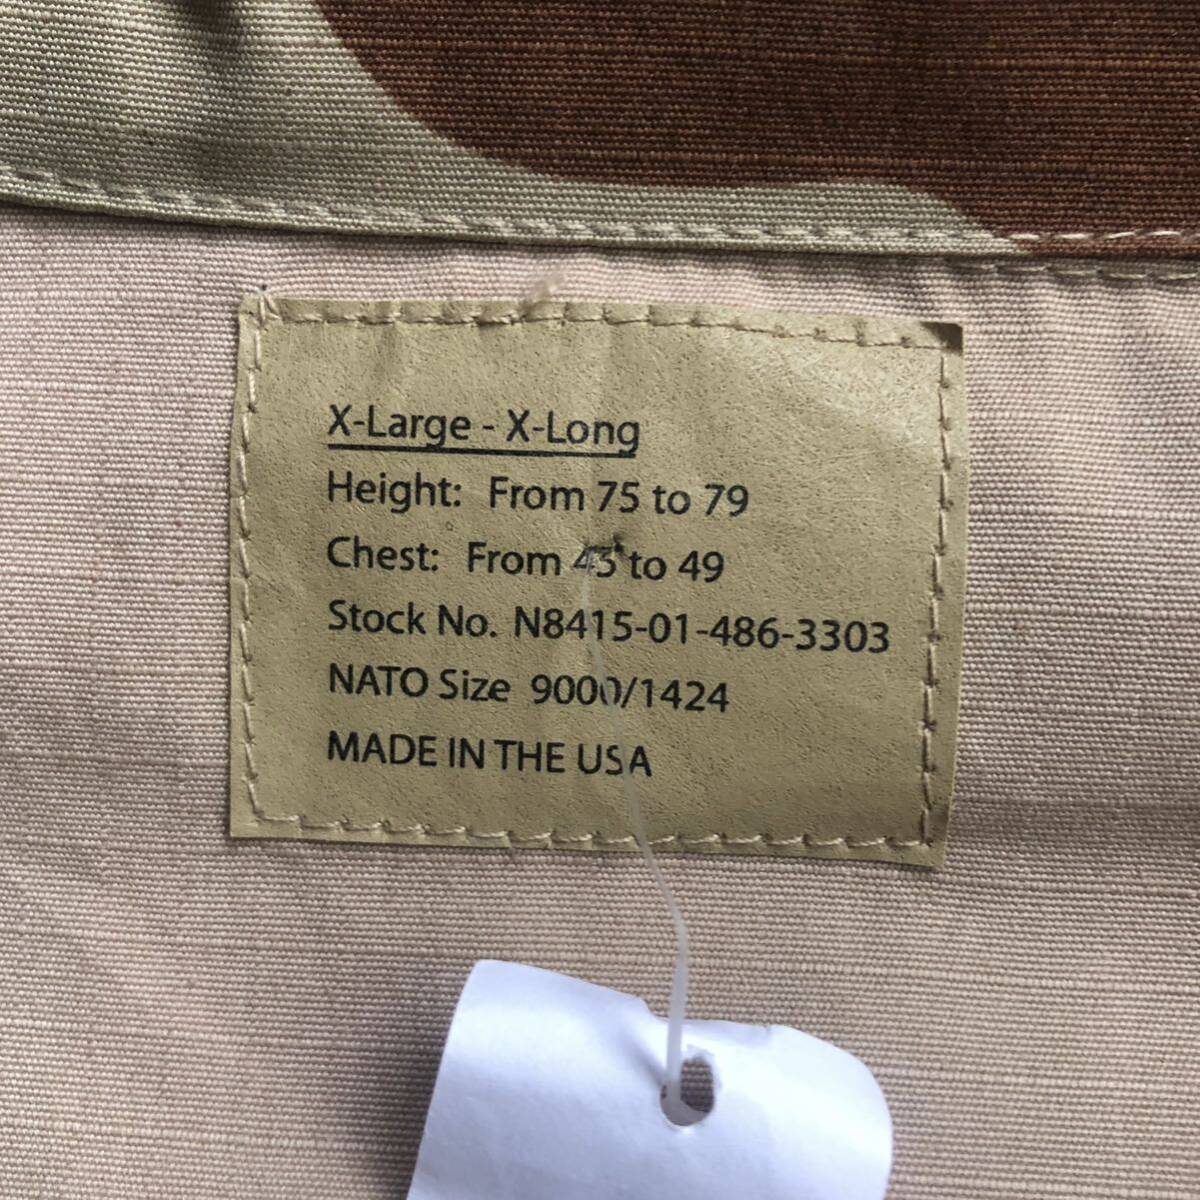 X-Large - X-Long
Height: From 75 to 79
Chest: From 45 to 49
Stock No. N8415-01-486-3303
NATO Size 9000/1424
MADE IN THE USA